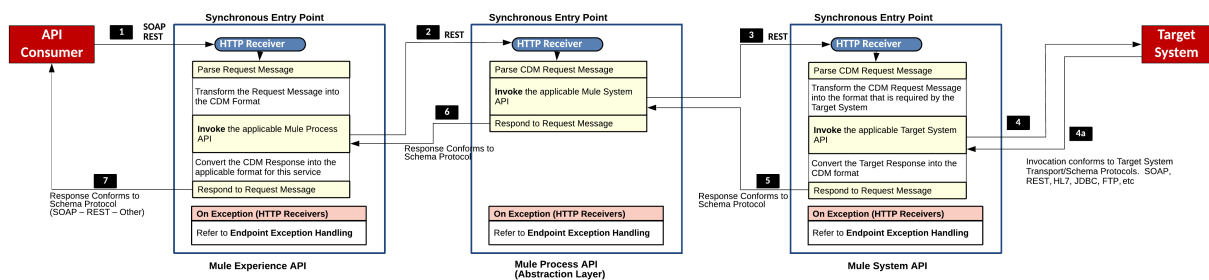 Synchronous Entry Point
Synchronous Entry Point
Synchronous Entry Point
API
Consumer
1
SOAP
REST
HTTP Receiver
Parse Request Message
Transform the Request Message into
the CDM Format
Invoke the applicable Mule Process
API
Convert the CDM Response into the
applicable format for this service
Respond to Request Message
On Exception (HTTP Receivers)
Refer to Endpoint Exception Handling
Mule Experience API
7
Response Conforms to
Schema Protocol
(SOAP – REST – Other)
2
REST
HTTP Receiver
Parse CDM Request Message
Invoke the applicable Mule System
API
Respond to Request Message
6
Response Conforms to
Schema Protocol
On Exception (HTTP Receivers)
Refer to Endpoint Exception Handling
Mule Process API
(Abstraction Layer)
3
REST
HTTP Receiver
Parse CDM Request Message
Transform the CDM Request Message
into the format that is required by the
Target System
Invoke the applicable Target System
API
Convert the Target Response into the
CDM format
Respond to Request Message
5
Response Conforms to
Schema Protocol
On Exception (HTTP Receivers)
Refer to Endpoint Exception Handling
Mule System API
Target
System
4
4a
Invocation conforms to Target System
Transport/Schema Protocols. SOAP,
REST, HL7, JDBC, FTP, etc